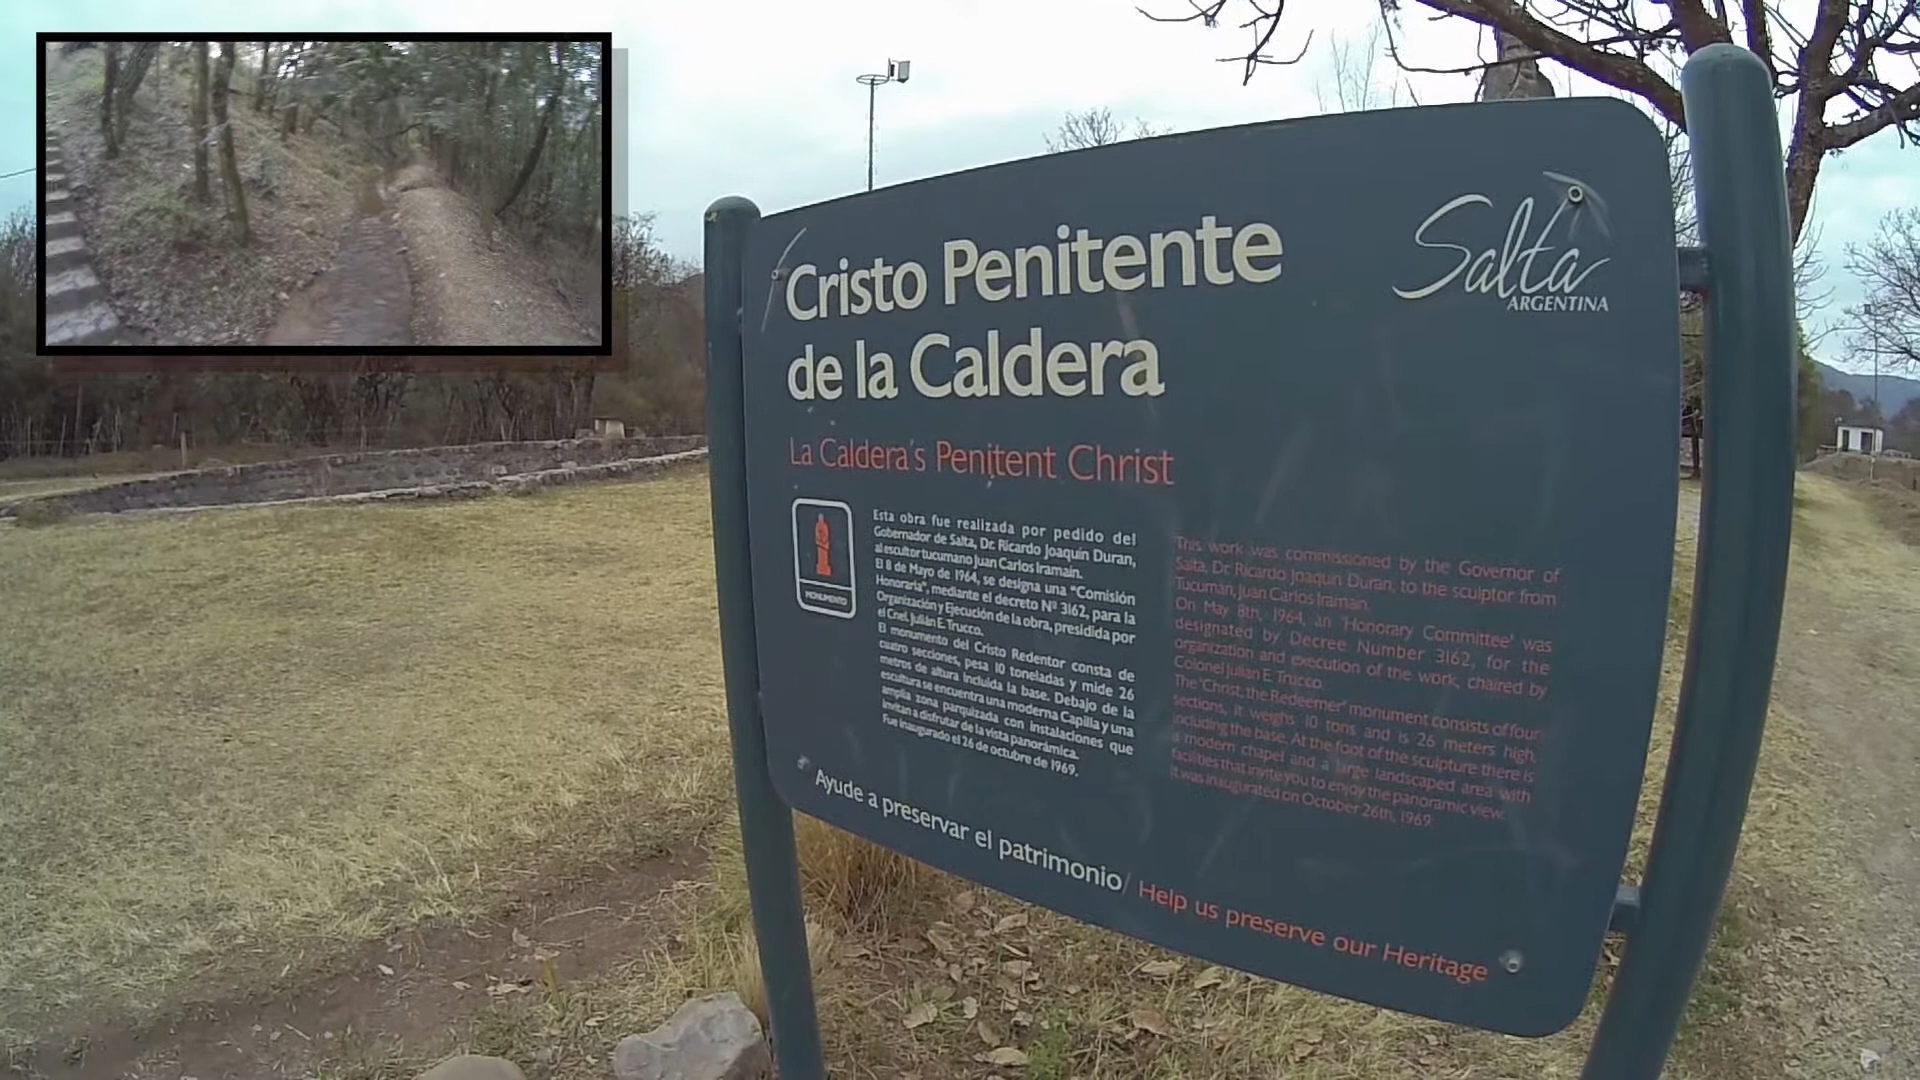 Cristo Penitente
de la Caldera
Salta
ARGENTINA
La Caldera's Penitent Christ
MONUMENTO
Esta obra fue realizada por pedido del
Gobernador de Salta, Dr. Ricardo Joaquín Duran,
al escultor tucumano Juan Carlos Iramain.
El 8 de Mayo de 1964, se designa una "Comisión
Honoraria", mediante el decreto Nº 3162, para la
Organización y Ejecución de la obra, presidida por
el Cnel. Julián E. Trucco.
El monumento del Cristo Redentor consta de
cuatro secciones, pesa 10 toneladas y mide 26
metros de altura incluida la base. Debajo de la
escultura se encuentra una moderna Capilla y una
amplia zona parquizada con instalaciones que
invitan a disfrutar de la vista panorámica.
Fue inaugurado el 26 de octubre de 1969.
This work was commissioned by the Governor of
Salta, Dr Ricardo Joaquin Duran, to the sculptor from
Tucuman, Juan Carlos Iramain.
On May 8th, 1964, an 'Honorary Committee' was
designated by Decree Number 3162, for the
organization and execution of the work, chaired by
Colonel Julian E. Trucco.
The 'Christ, the Redeemer' monument consists of four
sections, it weighs 10 tons and is 26 meters high,
including the base. At the foot of the sculpture there is
a modern chapel and a large landscaped area with
facilities that invite you to enjoy the panoramic view.
It was inaugurated on October 26th, 1969.
Ayude a preservar el patrimonio / Help us preserve our Heritage